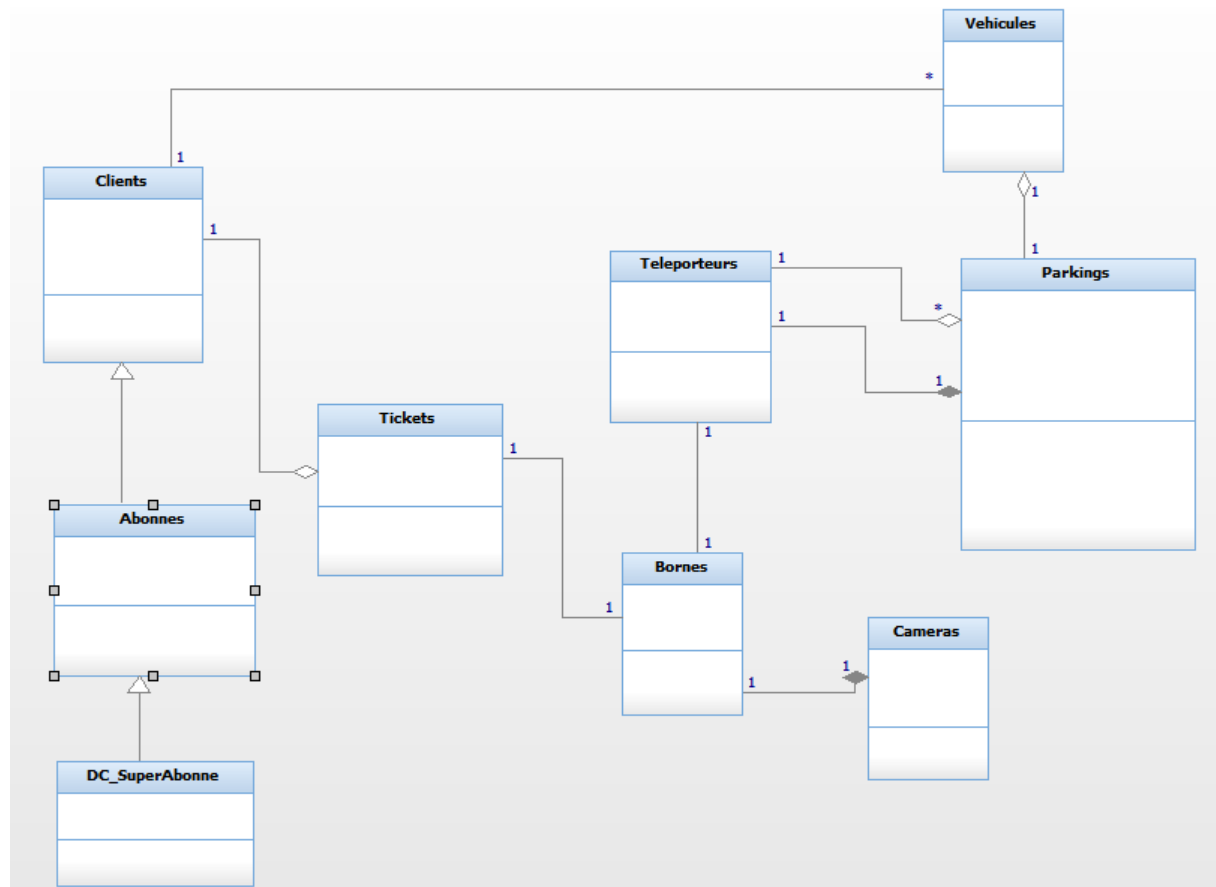 Vehicules
*
1
Clients
1
1
1
Teleporteurs
1
Parkings
*
1
1
Tickets
1
1
Abonnes
1
Bornes
1
Cameras
1
1
DC_SuperAbonne